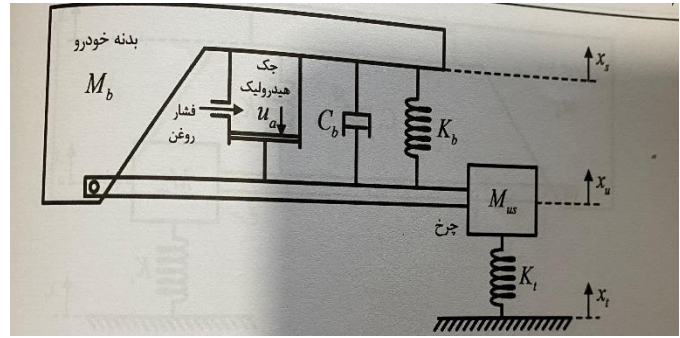 بدنه خودرو
M_b
جک
هیدرولیک
u_a
فشار
روغن
C_b
K_b
x_s
x_u
M_us
چرخ
K_t
x_t